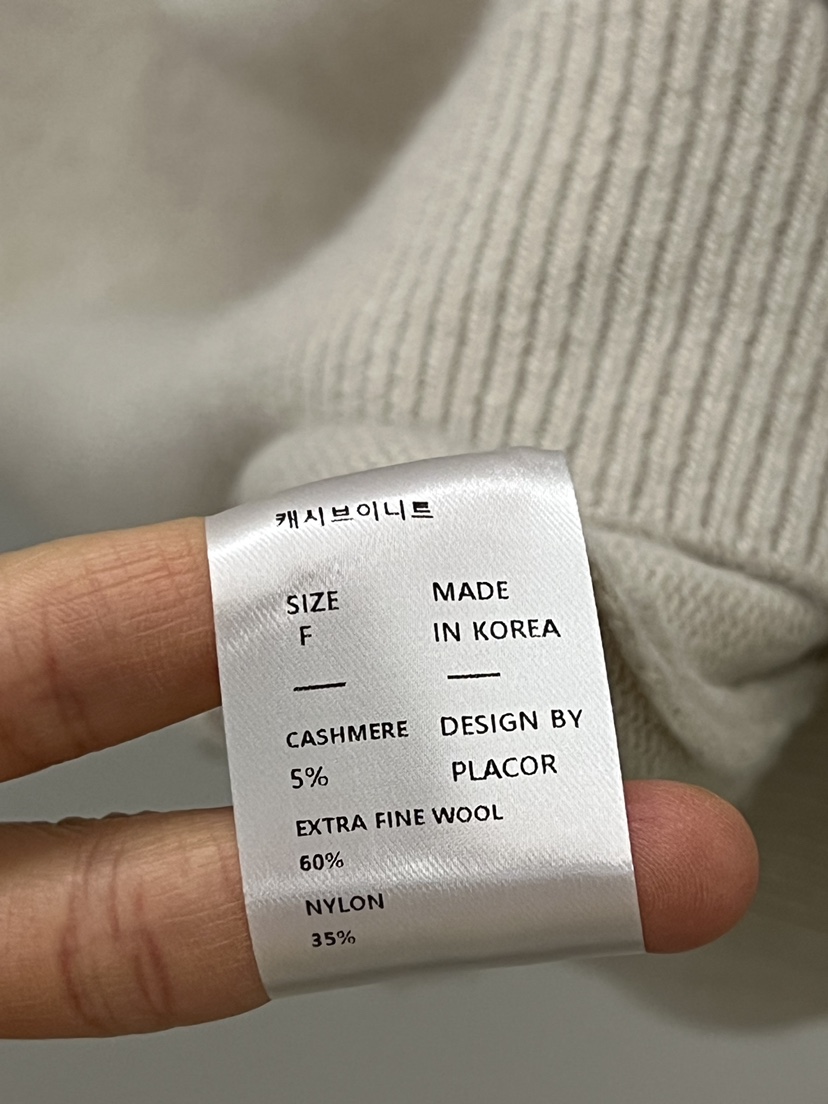 캐시브이니트
SIZE
F
MADE
IN KOREA
CASHMERE
5%
DESIGN BY
PLACOR
EXTRA FINE WOOL
60%
NYLON
35%